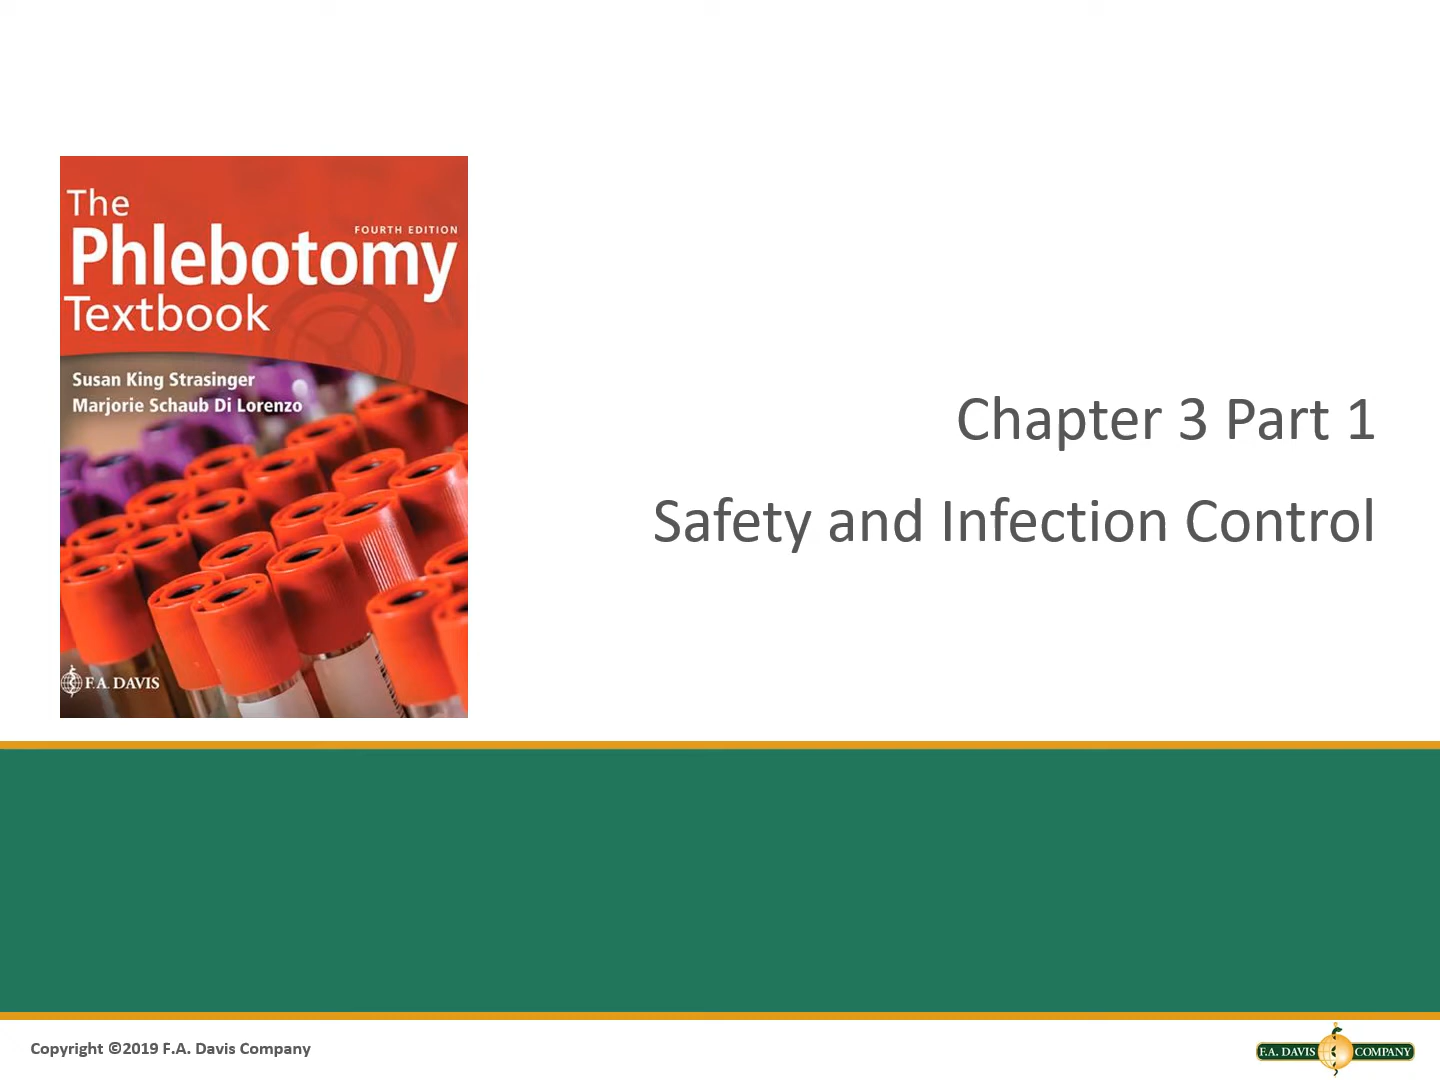 The
FOURTH EDITION
Phlebotomy
Textbook
Susan King Strasinger
Marjorie Schaub Di Lorenzo
F.A. DAVIS
Chapter 3 Part 1
Safety and Infection Control
Copyright ©2019 F.A. Davis Company
F.A. DAVIS COMPANY